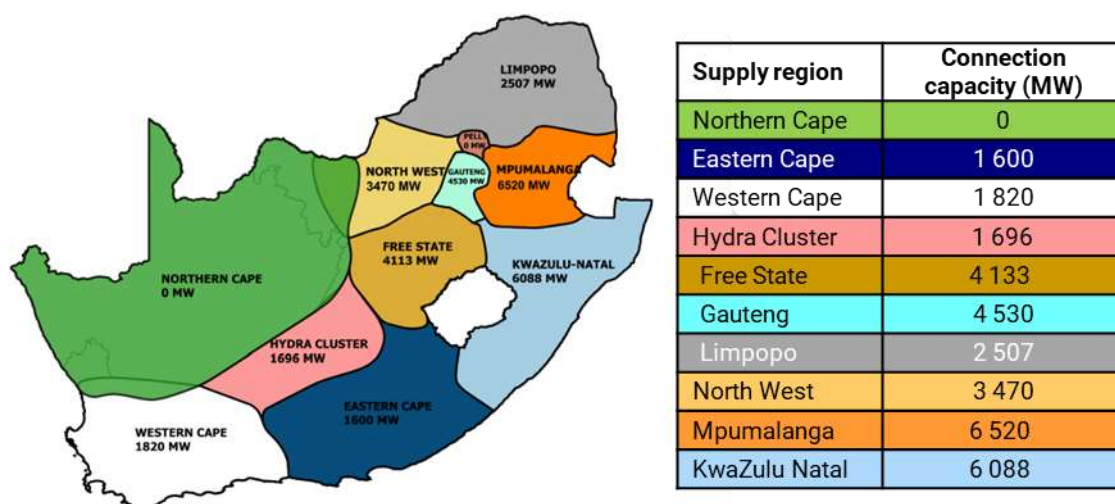 LIMPOPO
2507 MW
PELLY
0 MW
NORTH WEST
3470 MW
GAUTENG
4530 MW
MPUMALANGA
6520 MW
FREE STATE
4113 MW
KWAZULU-NATAL
6088 MW
NORTHERN CAPE
0 MW
HYDRA CLUSTER
1696 MW
EASTERN CAPE
1600 MW
WESTERN CAPE
1820 MW
Supply region Connection capacity (MW)
Northern Cape 0
Eastern Cape 1 600
Western Cape 1 820
Hydra Cluster 1 696
Free State 4 133
Gauteng 4 530
Limpopo 2 507
North West 3 470
Mpumalanga 6 520
KwaZulu Natal 6 088